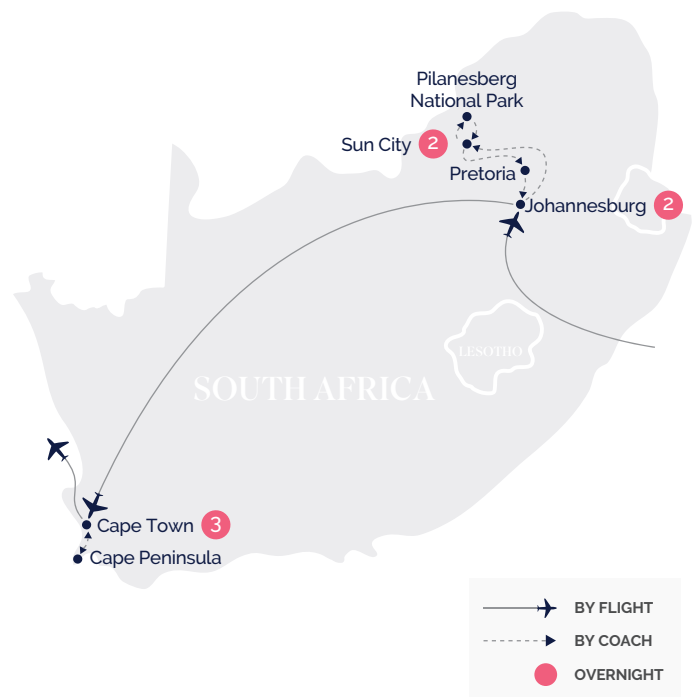 Pilanesberg
National Park
Sun City 2
Pretoria
Johannesburg 2
LESOTHO
SOUTH AFRICA
Cape Town 3
Cape Peninsula
BY FLIGHT
BY COACH
OVERNIGHT